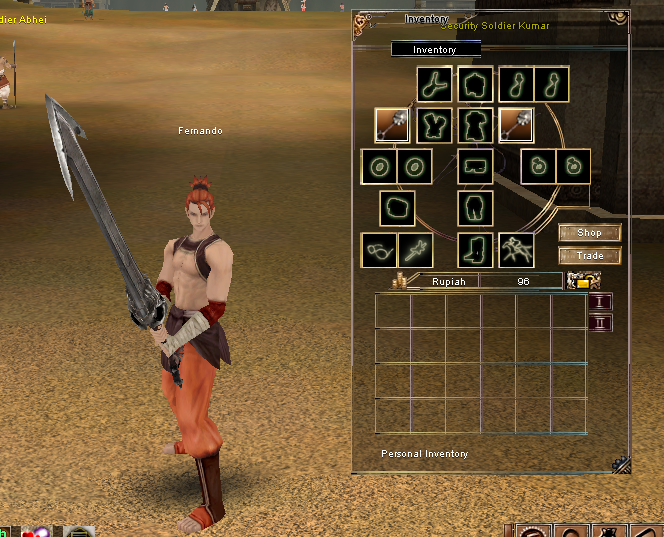 dier Abhei
Inventory
Security Soldier Kumar
Inventory
Fernando
Shop
Trade
Rupiah 96
I
II
Personal Inventory
h